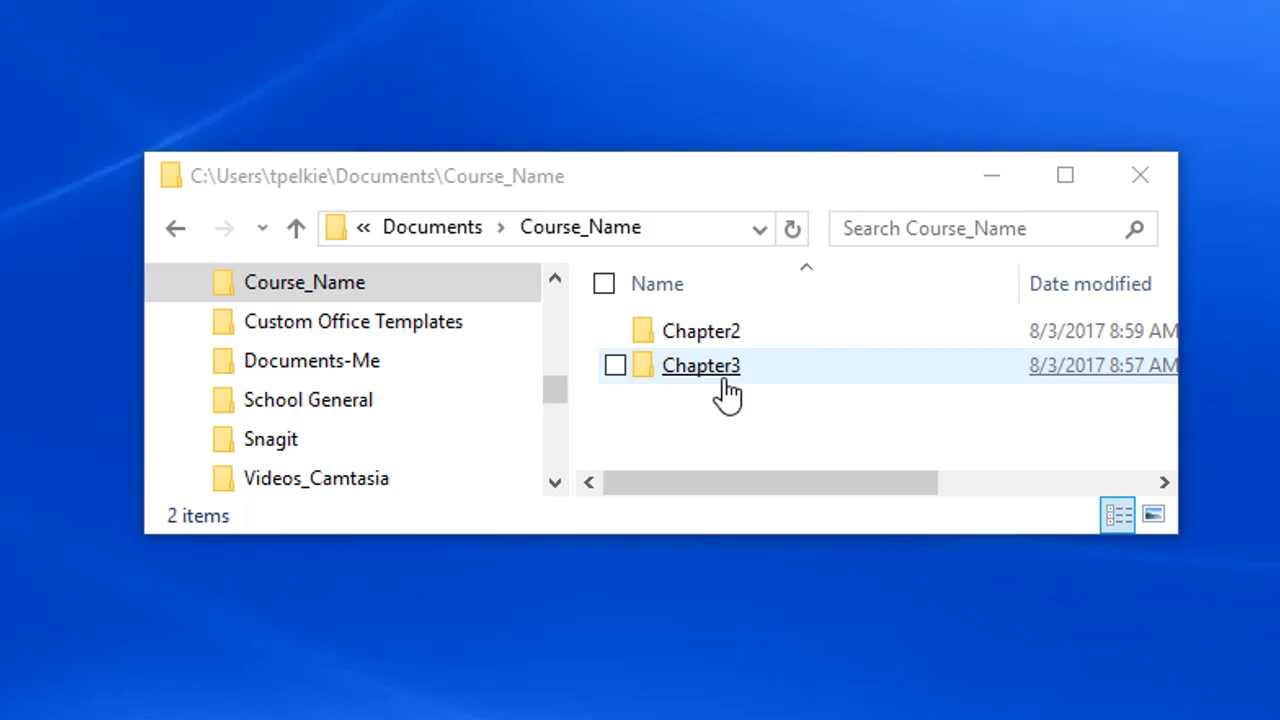 C:\Users\tpelkie\Documents\Course_Name
« Documents > Course_Name
Search Course_Name
Course_Name
Custom Office Templates
Documents-Me
School General
Snagit
Videos_Camtasia
Name
Date modified
Chapter2
8/3/2017 8:59 AM
Chapter3
8/3/2017 8:57 AM
2 items